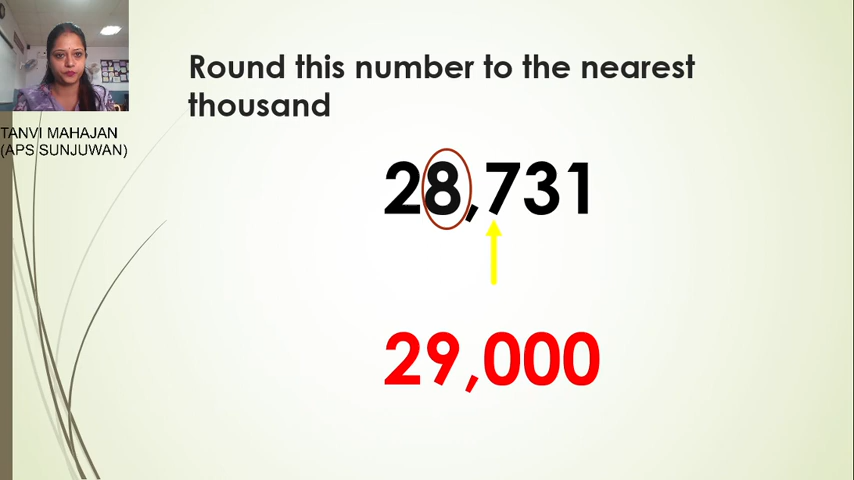 Round this number to the nearest
thousand
TANVI MAHAJAN
(APS SUNJUWAN)
28,731
29,000